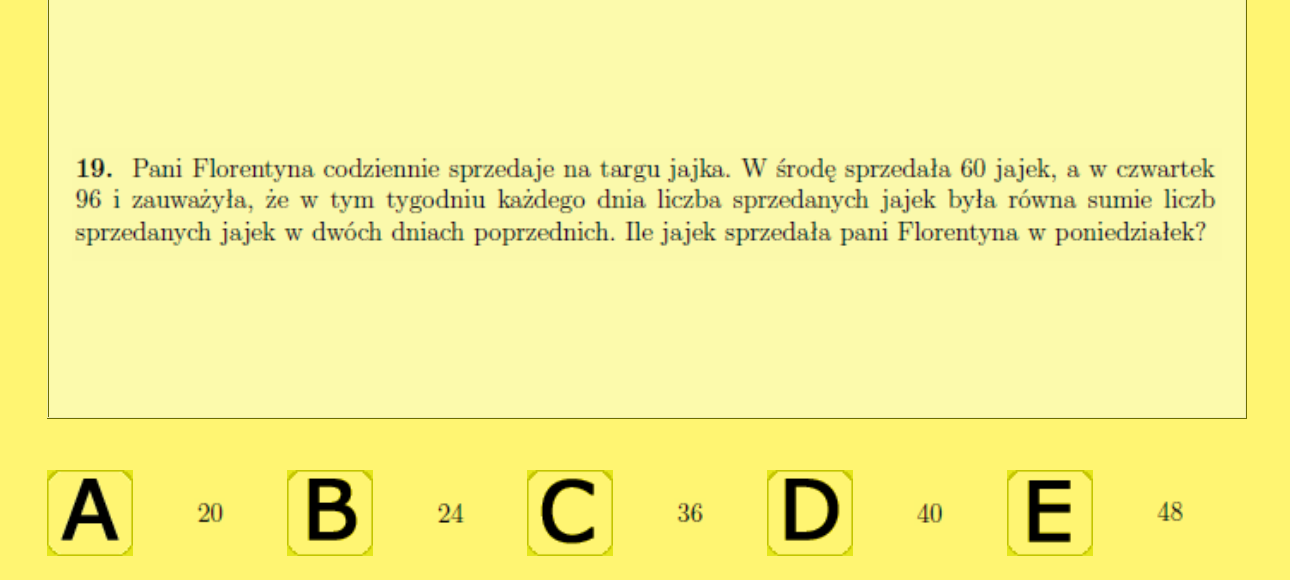 19. Pani Florentyna codziennie sprzedaje na targu jajka. W środę sprzedała 60 jajek, a w czwartek
96 i zauważyła, że w tym tygodniu każdego dnia liczba sprzedanych jajek była równa sumie liczb
sprzedanych jajek w dwóch dniach poprzednich. Ile jajek sprzedała pani Florentyna w poniedziałek?
A 20 B 24 C 36 D 40 E 48